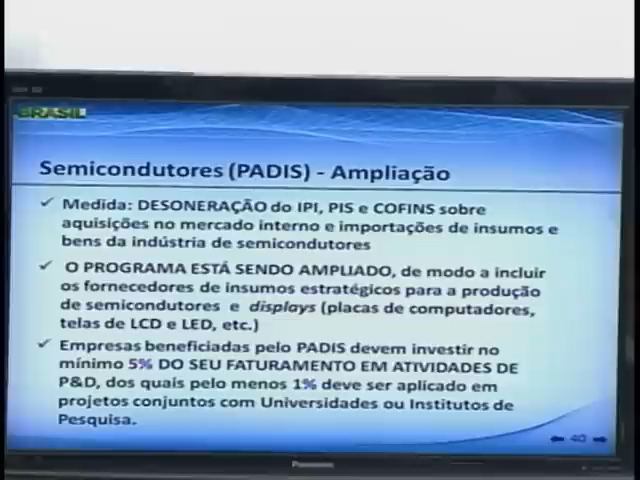 BRASIL
Semicondutores (PADIS) - Ampliação
✓ Medida: DESONERAÇÃO do IPI, PIS e COFINS sobre
aquisições no mercado interno e importações de insumos e
bens da indústria de semicondutores
✓ O PROGRAMA ESTÁ SENDO AMPLIADO, de modo a incluir
os fornecedores de insumos estratégicos para a produção
de semicondutores e displays (placas de computadores,
telas de LCD e LED, etc.)
✓ Empresas beneficiadas pelo PADIS devem investir no
mínimo 5% DO SEU FATURAMENTO EM ATIVIDADES DE
P&D, dos quais pelo menos 1% deve ser aplicado em
projetos conjuntos com Universidades ou Institutos de
Pesquisa.
40
Panasonic